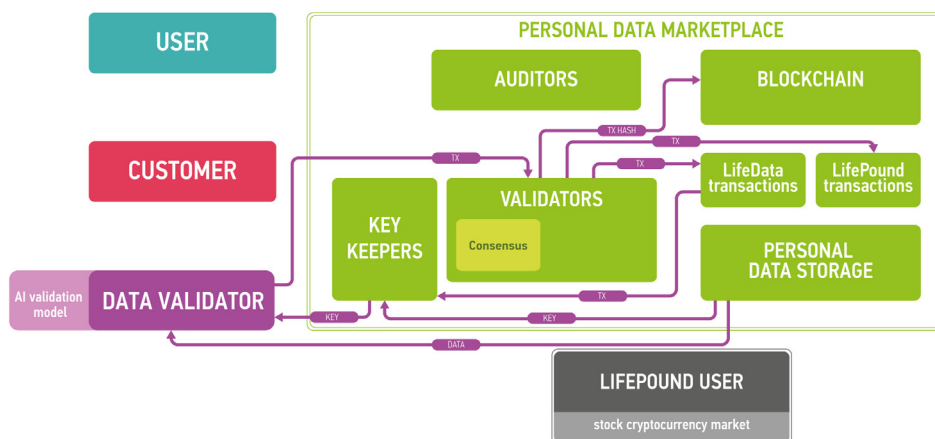 USER
PERSONAL DATA MARKETPLACE
AUDITORS
BLOCKCHAIN
TX HASH
TX
TX
TX
CUSTOMER
LifeData
transactions
LifePound
transactions
VALIDATORS
Consensus
KEY
KEEPERS
PERSONAL
DATA STORAGE
AI validation
model
DATA VALIDATOR
TX
KEY
KEY
DATA
LIFEPOUND USER
stock cryptocurrency market